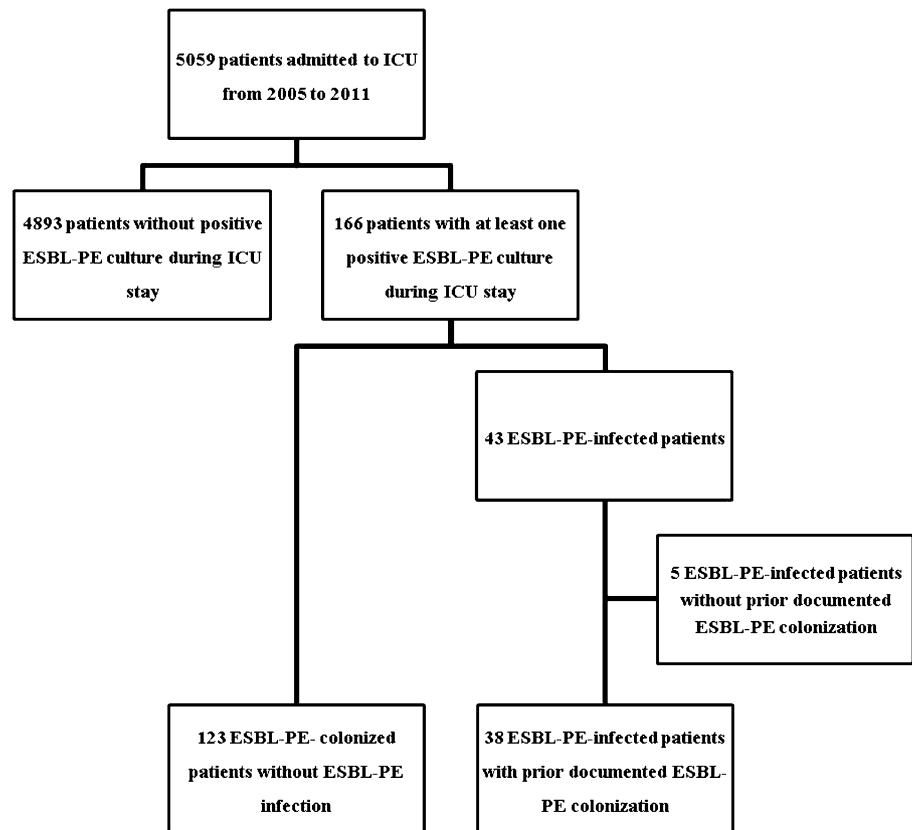 5059 patients admitted to ICU
from 2005 to 2011
4893 patients without positive
ESBL-PE culture during ICU
stay
166 patients with at least one
positive ESBL-PE culture
during ICU stay
43 ESBL-PE-infected patients
5 ESBL-PE-infected patients
without prior documented
ESBL-PE colonization
123 ESBL-PE- colonized
patients without ESBL-PE
infection
38 ESBL-PE-infected patients
with prior documented ESBL-
PE colonization